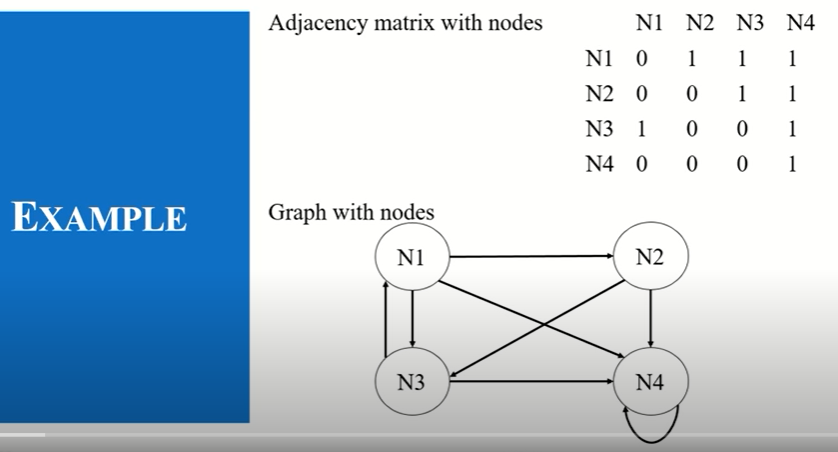 Adjacency matrix with nodes
N1 N2 N3 N4
N1 0 1 1 1
N2 0 0 1 1
N3 1 0 0 1
N4 0 0 0 1
EXAMPLE
Graph with nodes
N1
N2
N3
N4